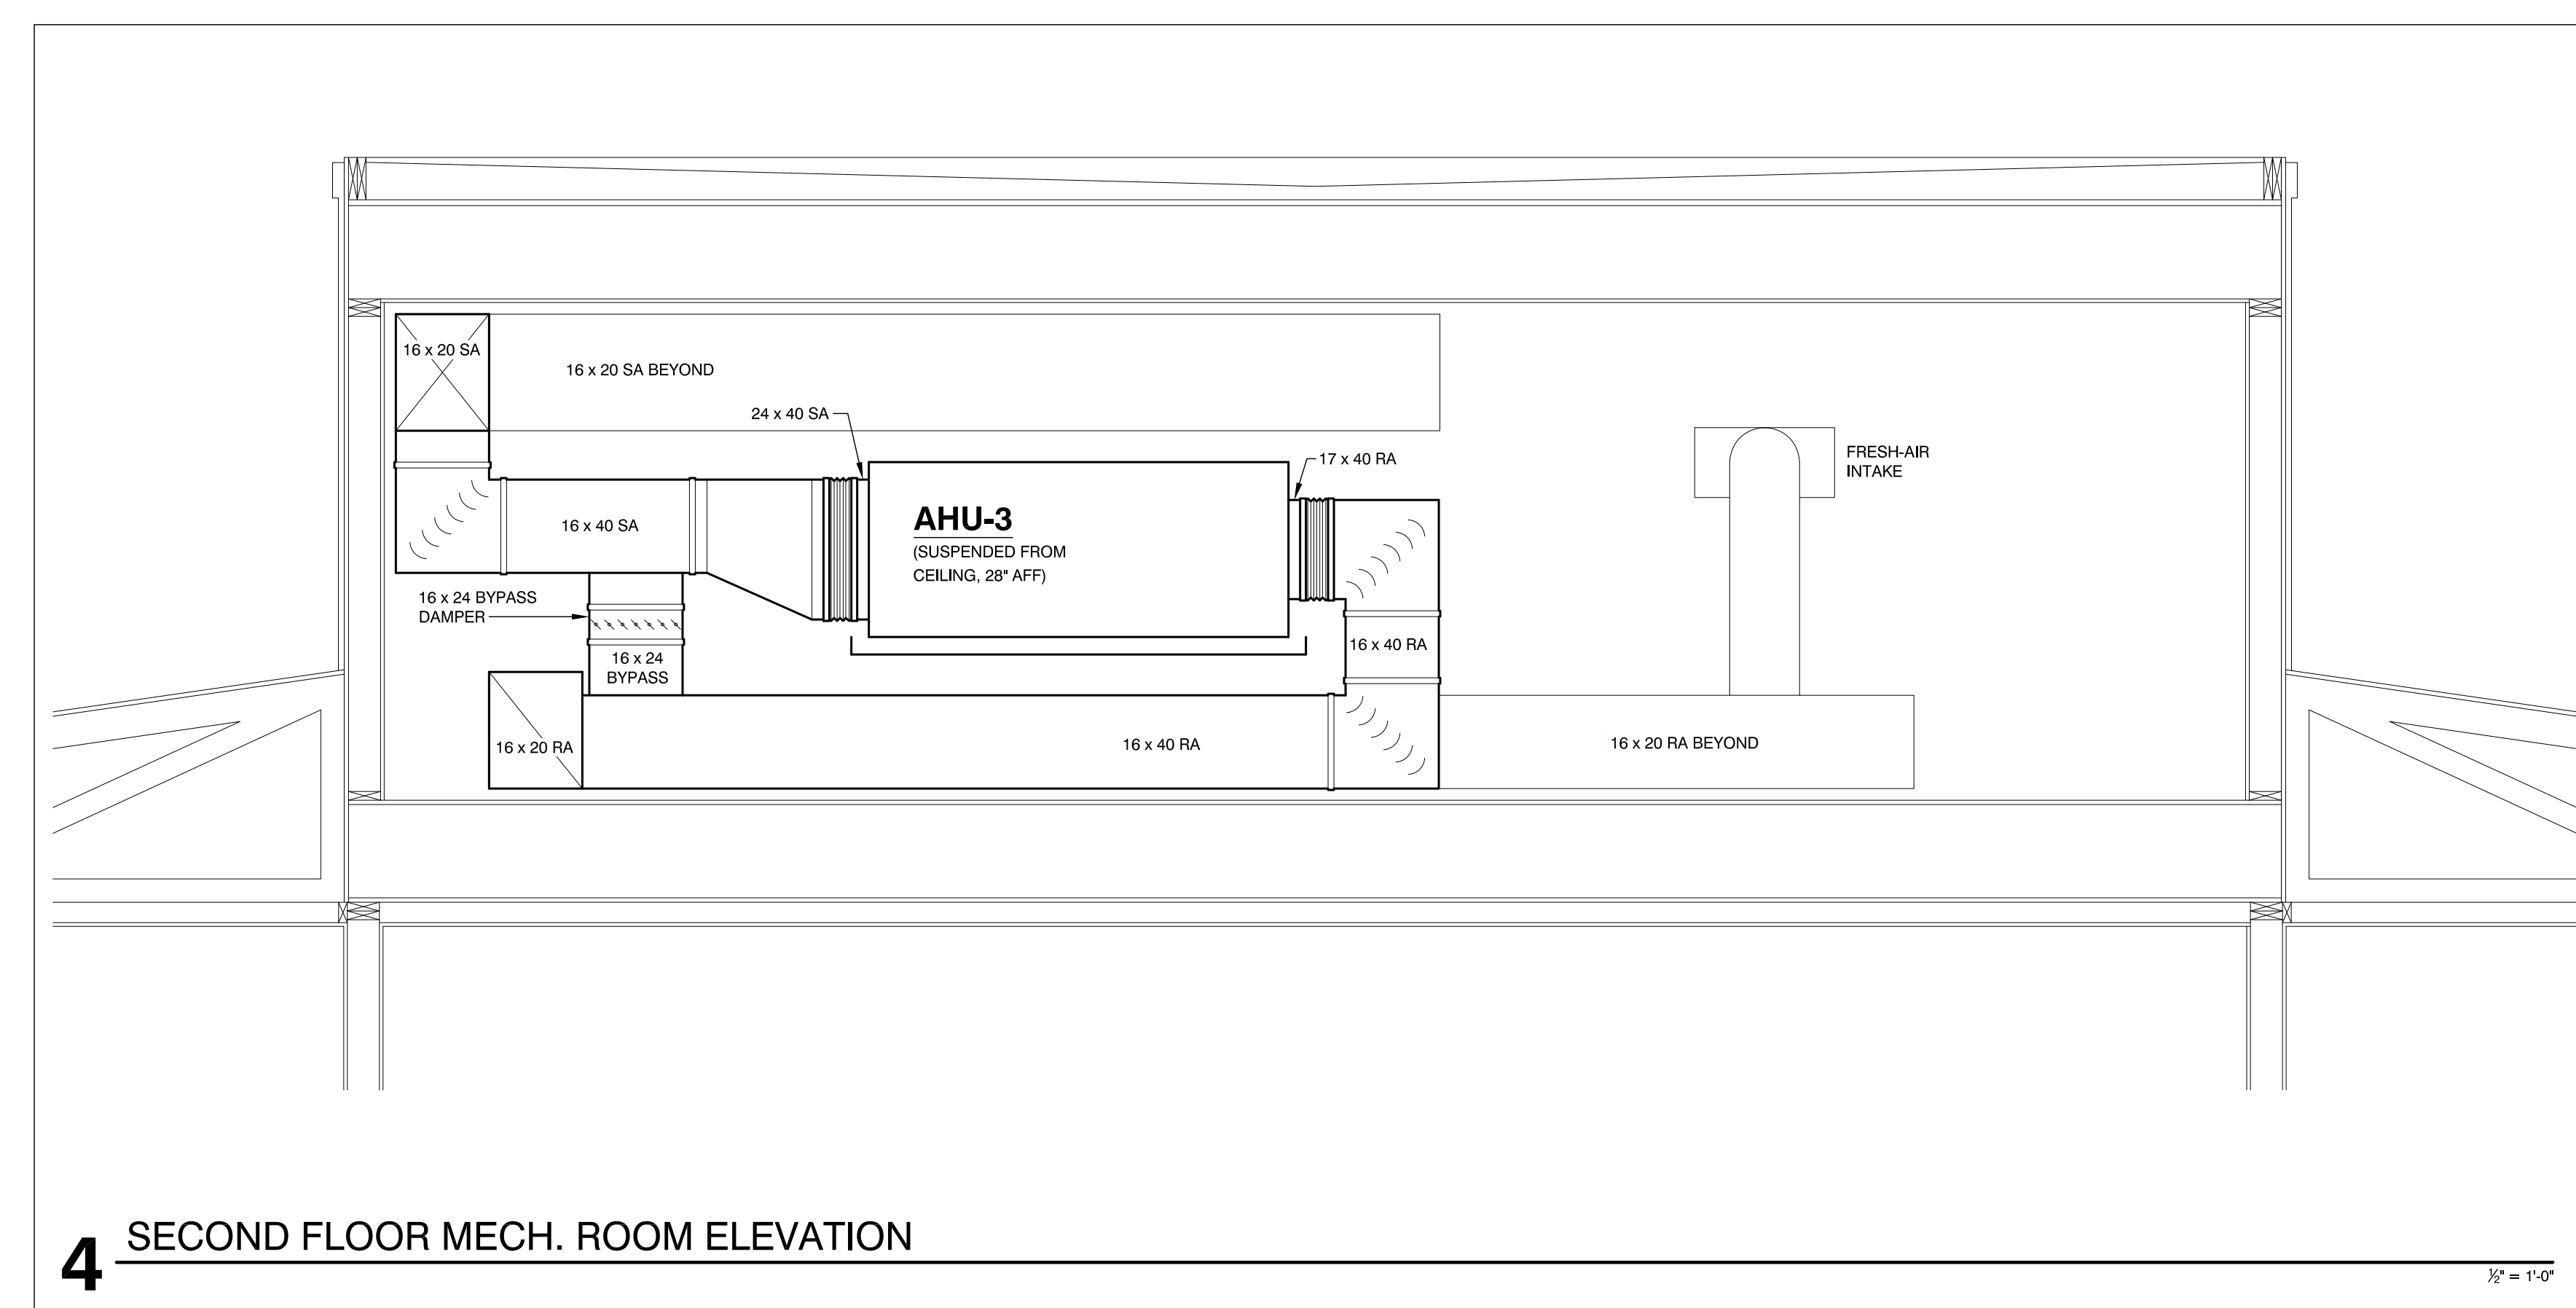 16 x 20 SA
16 x 20 SA BEYOND
24 x 40 SA
17 x 40 RA
FRESH-AIR
INTAKE
16 x 40 SA
AHU-3
(SUSPENDED FROM
CEILING, 28" AFF)
16 x 24 BYPASS
DAMPER
16 x 24
BYPASS
16 x 40 RA
16 x 20 RA
16 x 40 RA
16 x 20 RA BEYOND
4
SECOND FLOOR MECH. ROOM ELEVATION
½" = 1'-0"